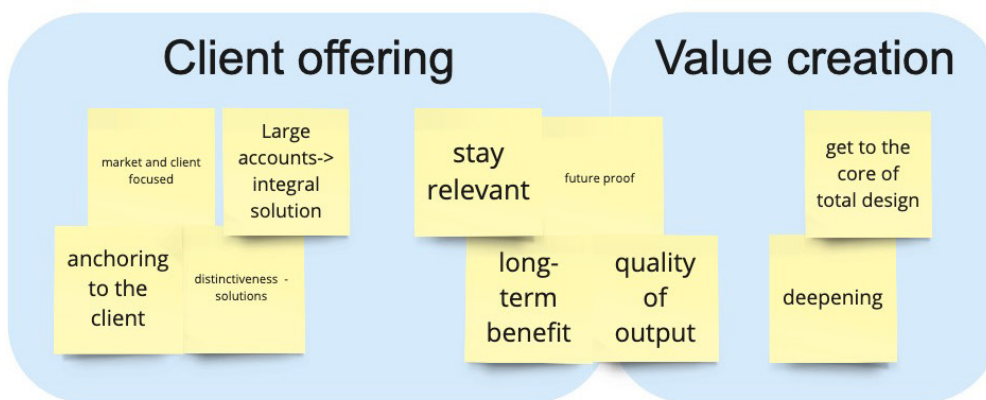 Client offering
Value creation
market and client
focused
Large
accounts->
integral
solution
stay
relevant
future proof
get to the
core of
total design
anchoring
to the
client
distinctiveness -
solutions
long-
term
benefit
quality
of
output
deepening